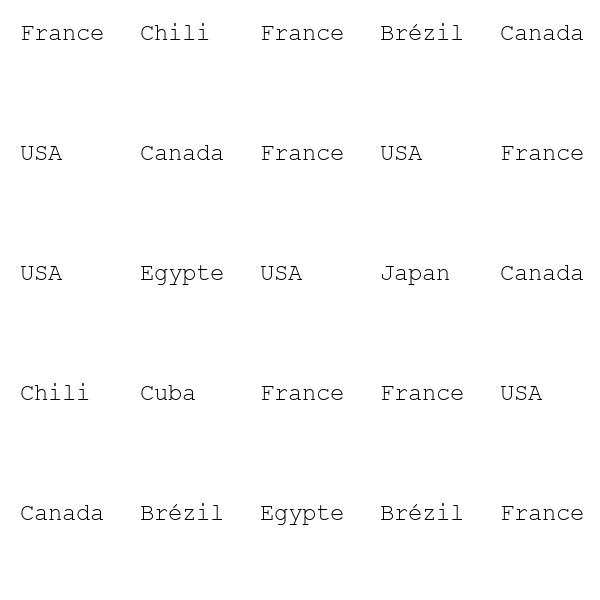 France Chili France Brézil Canada
USA Canada France USA France
USA Egypte USA Japan Canada
Chili Cuba France France USA
Canada Brézil Egypte Brézil France